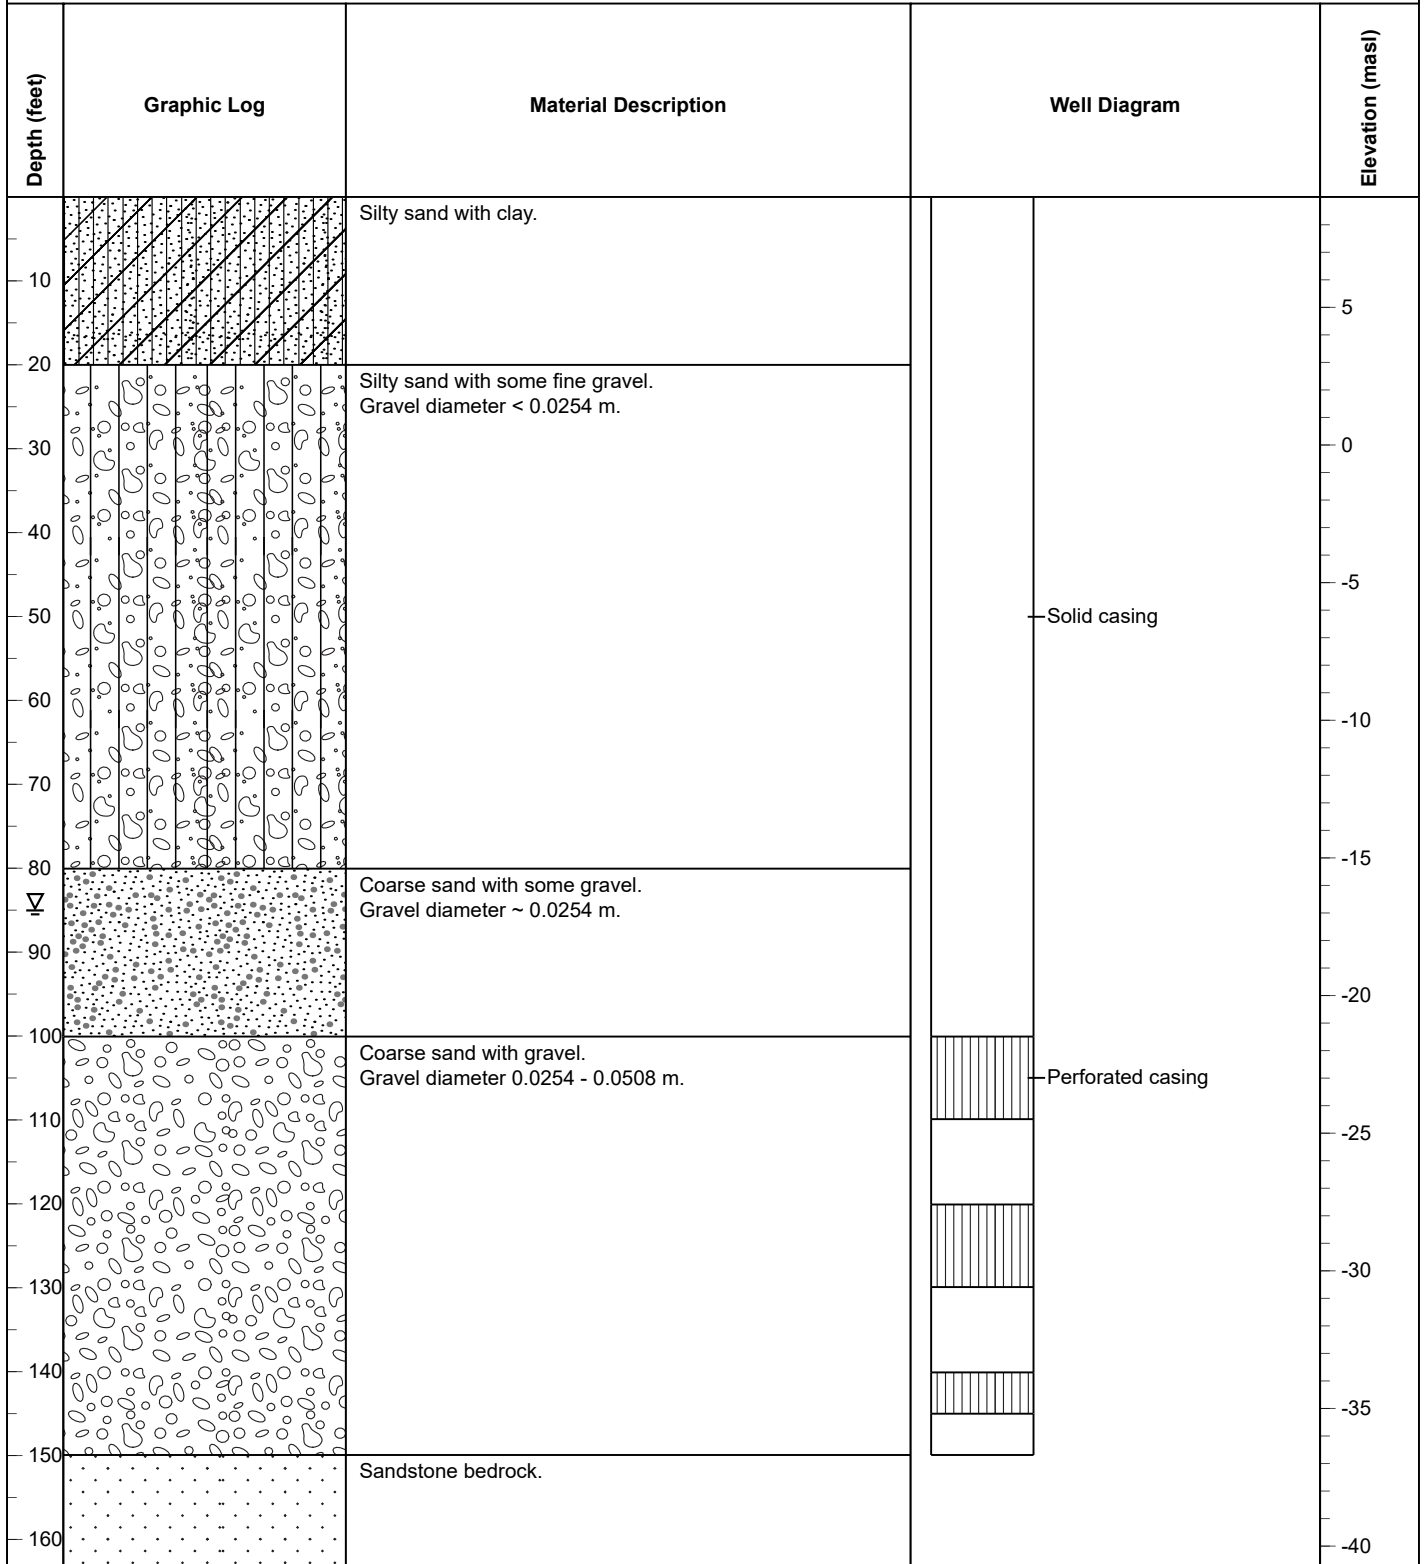 Depth (feet)
Graphic Log
Material Description
Well Diagram
Elevation (masl)
Silty sand with clay.
10
5
20
Silty sand with some fine gravel.
Gravel diameter < 0.0254 m.
30
0
40
-5
50
Solid casing
60
-10
70
-15
80
Coarse sand with some gravel.
Gravel diameter ~ 0.0254 m.
90
-20
100
Coarse sand with gravel.
Gravel diameter 0.0254 - 0.0508 m.
Perforated casing
110
-25
120
-30
130
140
-35
150
Sandstone bedrock.
160
-40